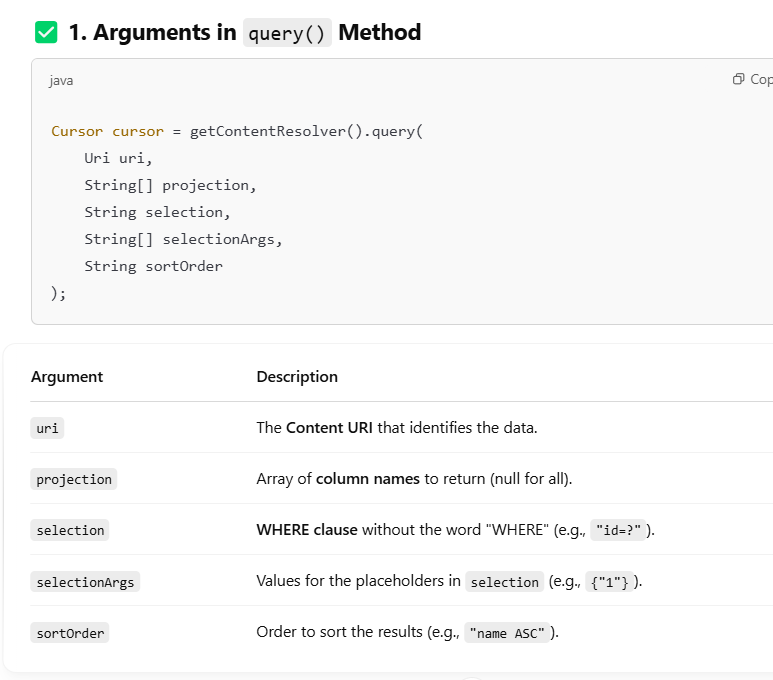 ✅ 1. Arguments in query() Method
java
Cop
Cursor cursor = getContentResolver().query(
    Uri uri,
    String[] projection,
    String selection,
    String[] selectionArgs,
    String sortOrder
);
Argument Description
uri The Content URI that identifies the data.
projection Array of column names to return (null for all).
selection WHERE clause without the word "WHERE" (e.g., "id=?").
selectionArgs Values for the placeholders in selection (e.g., {"1"}).
sortOrder Order to sort the results (e.g., "name ASC").